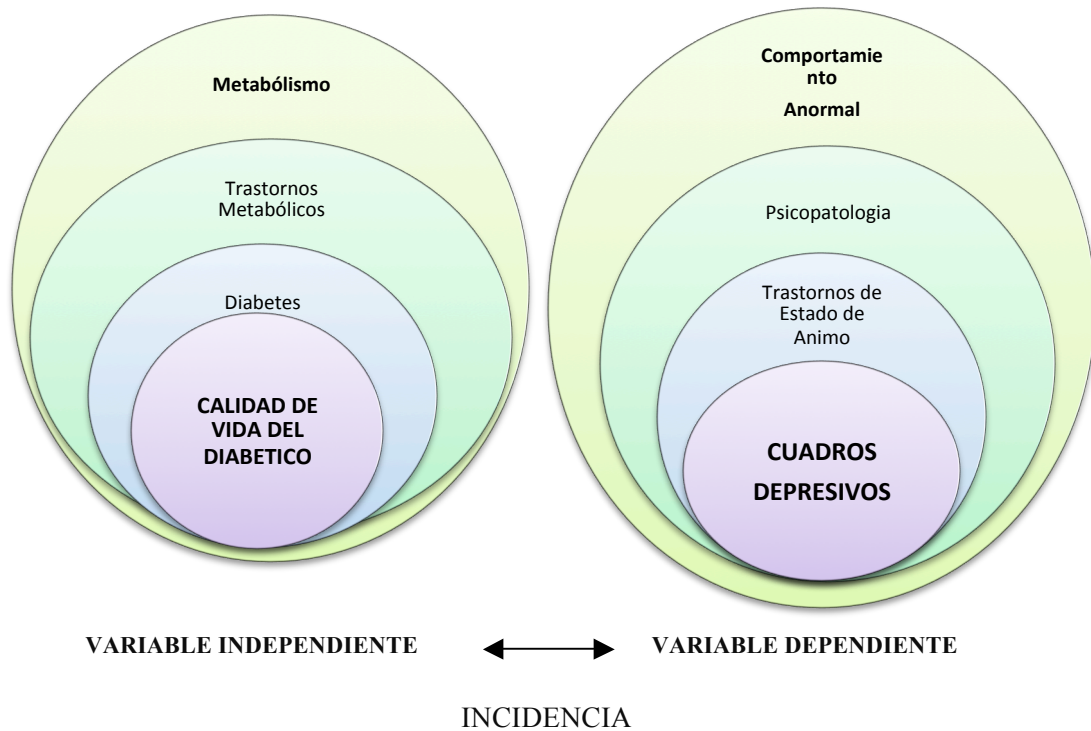 Metabólismo
Trastornos
Metabólicos
Diabetes
CALIDAD DE
VIDA DEL
DIABETICO
Comportamie
nto
Anormal
Psicopatologia
Trastornos de
Estado de
Animo
CUADROS
DEPRESIVOS
VARIABLE INDEPENDIENTE
VARIABLE DEPENDIENTE
INCIDENCIA